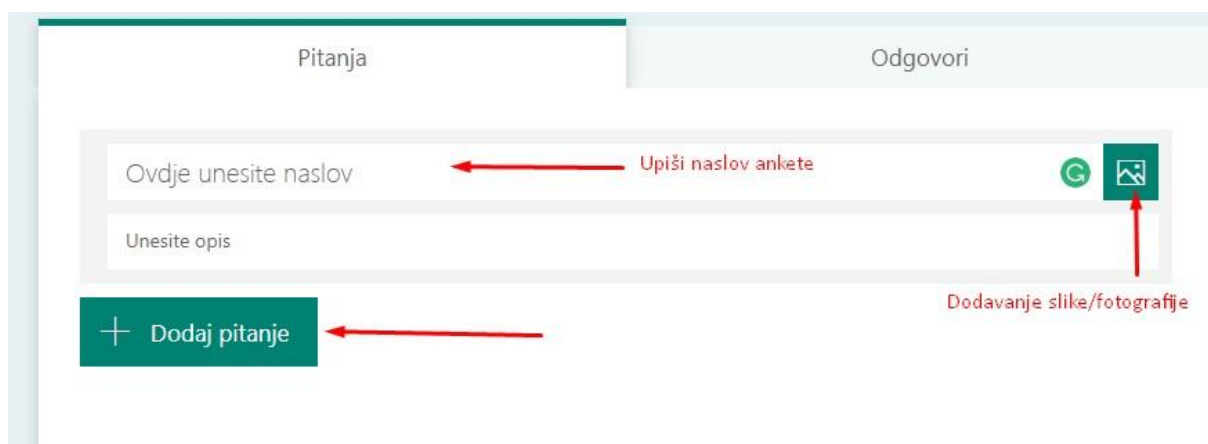 Pitanja
Odgovori
Ovdje unesite naslov
Upiši naslov ankete
Unesite opis
Dodavanje slike/fotografije
+ Dodaj pitanje